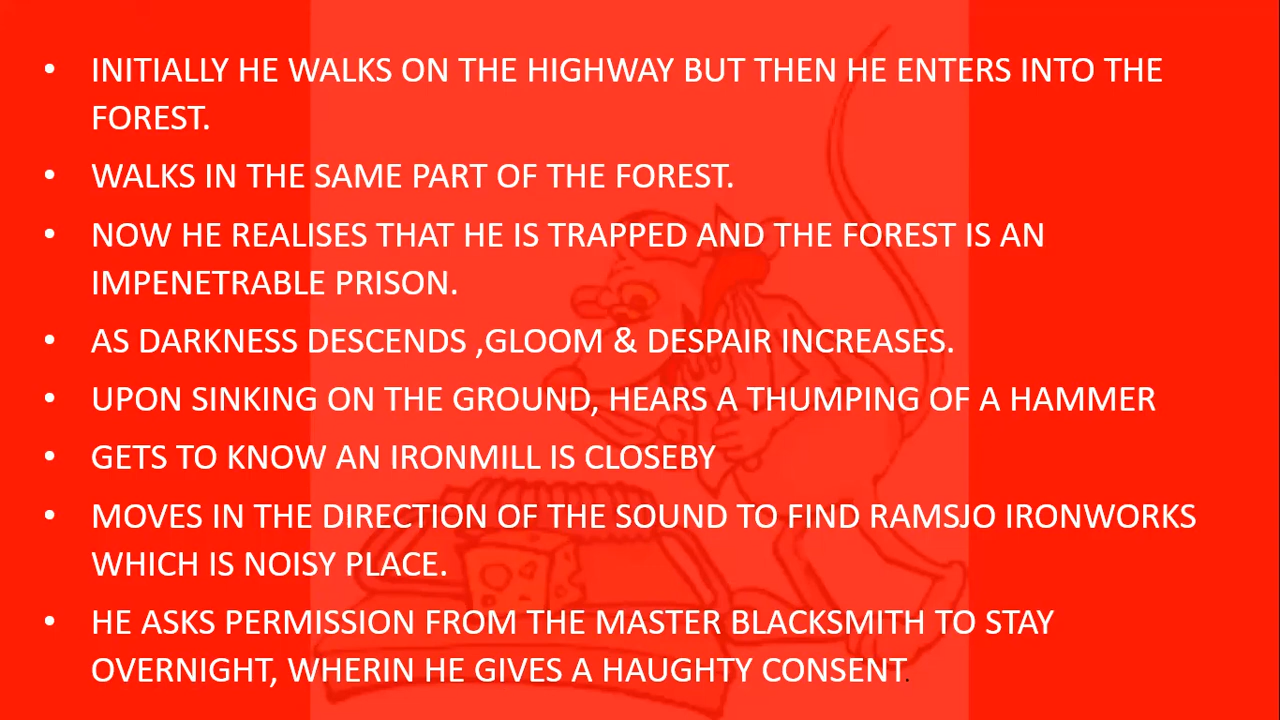 • INITIALLY HE WALKS ON THE HIGHWAY BUT THEN HE ENTERS INTO THE
FOREST.
• WALKS IN THE SAME PART OF THE FOREST.
• NOW HE REALISES THAT HE IS TRAPPED AND THE FOREST IS AN
IMPENETRABLE PRISON.
• AS DARKNESS DESCENDS ,GLOOM & DESPAIR INCREASES.
• UPON SINKING ON THE GROUND, HEARS A THUMPING OF A HAMMER
• GETS TO KNOW AN IRONMILL IS CLOSEBY
• MOVES IN THE DIRECTION OF THE SOUND TO FIND RAMSJO IRONWORKS
WHICH IS NOISY PLACE.
• HE ASKS PERMISSION FROM THE MASTER BLACKSMITH TO STAY
OVERNIGHT, WHERIN HE GIVES A HAUGHTY CONSENT.